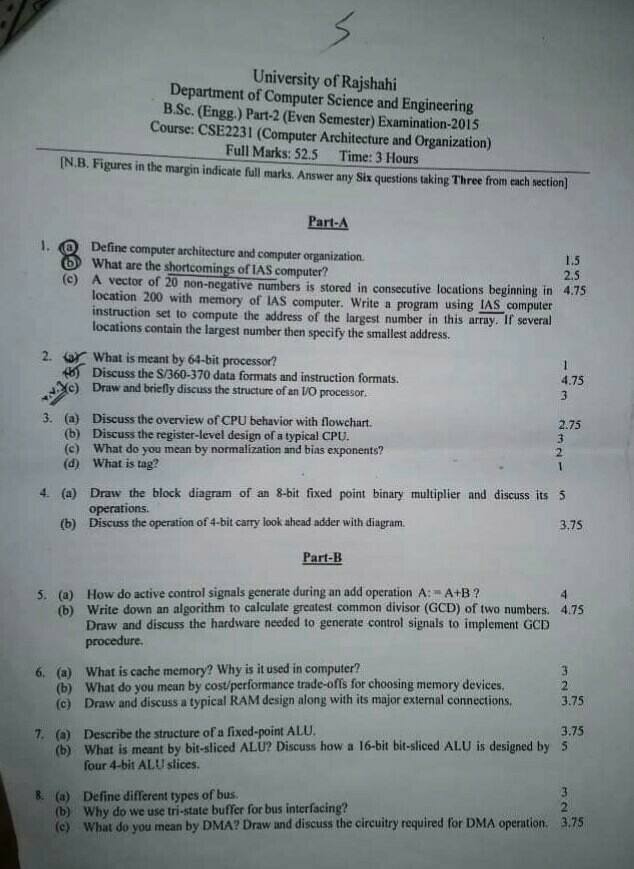 5
University of Rajshahi
Department of Computer Science and Engineering
B.Sc. (Engg.) Part-2 (Even Semester) Examination-2015
Course: CSE2231 (Computer Architecture and Organization)
Full Marks: 52.5 Time: 3 Hours
[N.B. Figures in the margin indicate full marks. Answer any Six questions taking Three from each section]
Part-A
1. (a) Define computer architecture and computer organization. 1.5
(b) What are the shortcomings of IAS computer? 2.5
(c) A vector of 20 non-negative numbers is stored in consecutive locations beginning in 4.75
location 200 with memory of IAS computer. Write a program using IAS computer
instruction set to compute the address of the largest number in this array. If several
locations contain the largest number then specify the smallest address.
2. (a) What is meant by 64-bit processor? 1
(b) Discuss the S/360-370 data formats and instruction formats. 4.75
(c) Draw and briefly discuss the structure of an I/O processor. 3
3. (a) Discuss the overview of CPU behavior with flowchart. 2.75
(b) Discuss the register-level design of a typical CPU. 3
(c) What do you mean by normalization and bias exponents? 2
(d) What is tag? 1
4. (a) Draw the block diagram of an 8-bit fixed point binary multiplier and discuss its 5
operations.
(b) Discuss the operation of 4-bit carry look ahead adder with diagram. 3.75
Part-B
5. (a) How do active control signals generate during an add operation A: = A+B ? 4
(b) Write down an algorithm to calculate greatest common divisor (GCD) of two numbers. 4.75
Draw and discuss the hardware needed to generate control signals to implement GCD
procedure.
6. (a) What is cache memory? Why is it used in computer? 3
(b) What do you mean by cost/performance trade-offs for choosing memory devices. 2
(c) Draw and discuss a typical RAM design along with its major external connections. 3.75
7. (a) Describe the structure of a fixed-point ALU. 3.75
(b) What is meant by bit-sliced ALU? Discuss how a 16-bit bit-sliced ALU is designed by 5
four 4-bit ALU slices.
8. (a) Define different types of bus. 3
(b) Why do we use tri-state buffer for bus interfacing? 2
(c) What do you mean by DMA? Draw and discuss the circuitry required for DMA operation. 3.75